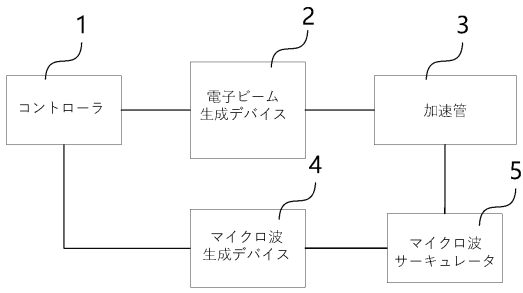 1
2
3
コントローラ
電子ビーム
生成デバイス
加速管
4
5
マイクロ波
生成デバイス
マイクロ波
サーキュレータ